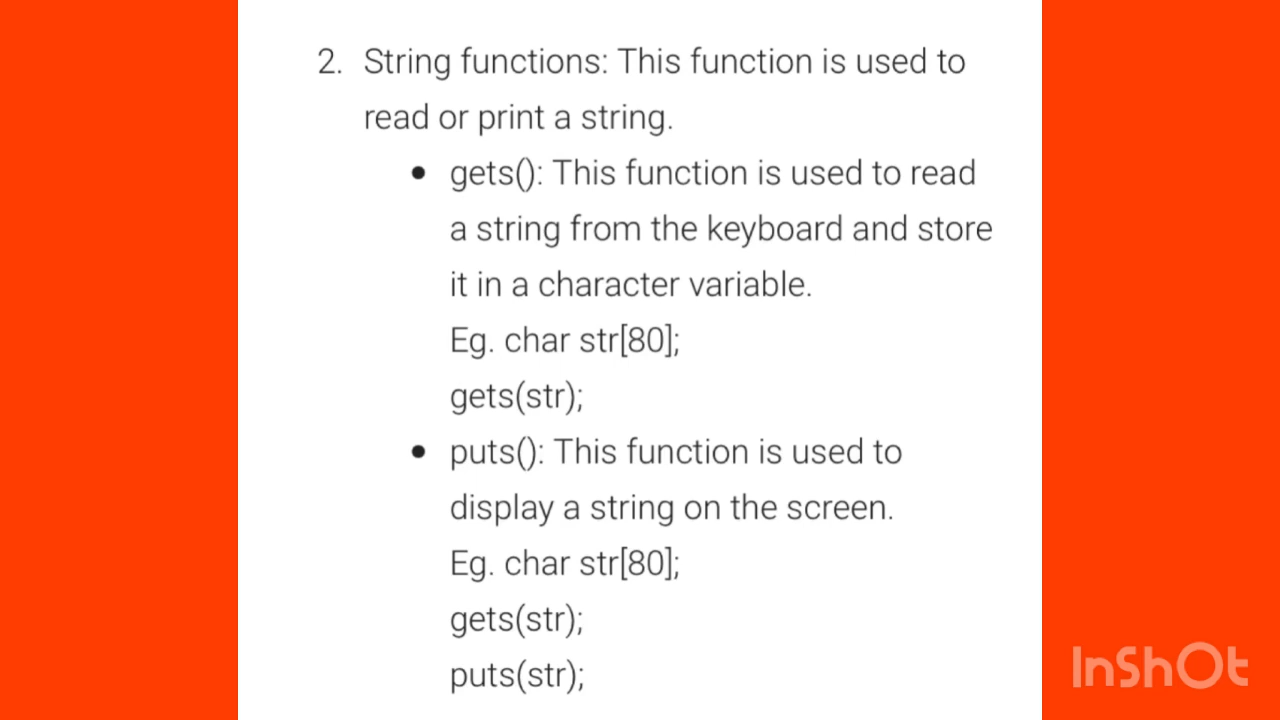 2. String functions: This function is used to
read or print a string.
• gets(): This function is used to read
a string from the keyboard and store
it in a character variable.
Eg. char str[80];
gets(str);
• puts(): This function is used to
display a string on the screen.
Eg. char str[80];
gets(str);
puts(str);
InShOt